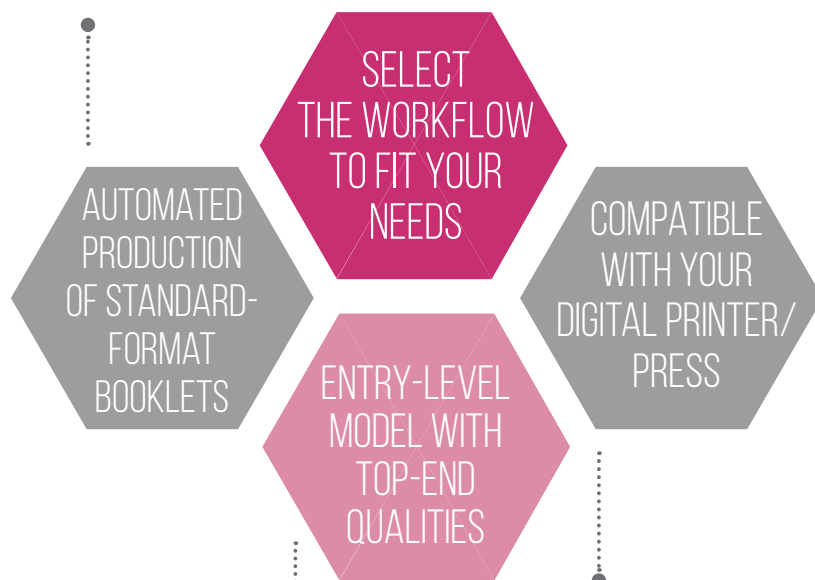 SELECT
THE WORKFLOW
TO FIT YOUR
NEEDS
AUTOMATED
PRODUCTION
OF STANDARD-
FORMAT
BOOKLETS
COMPATIBLE
WITH YOUR
DIGITAL PRINTER/
PRESS
ENTRY-LEVEL
MODEL WITH
TOP-END
QUALITIES